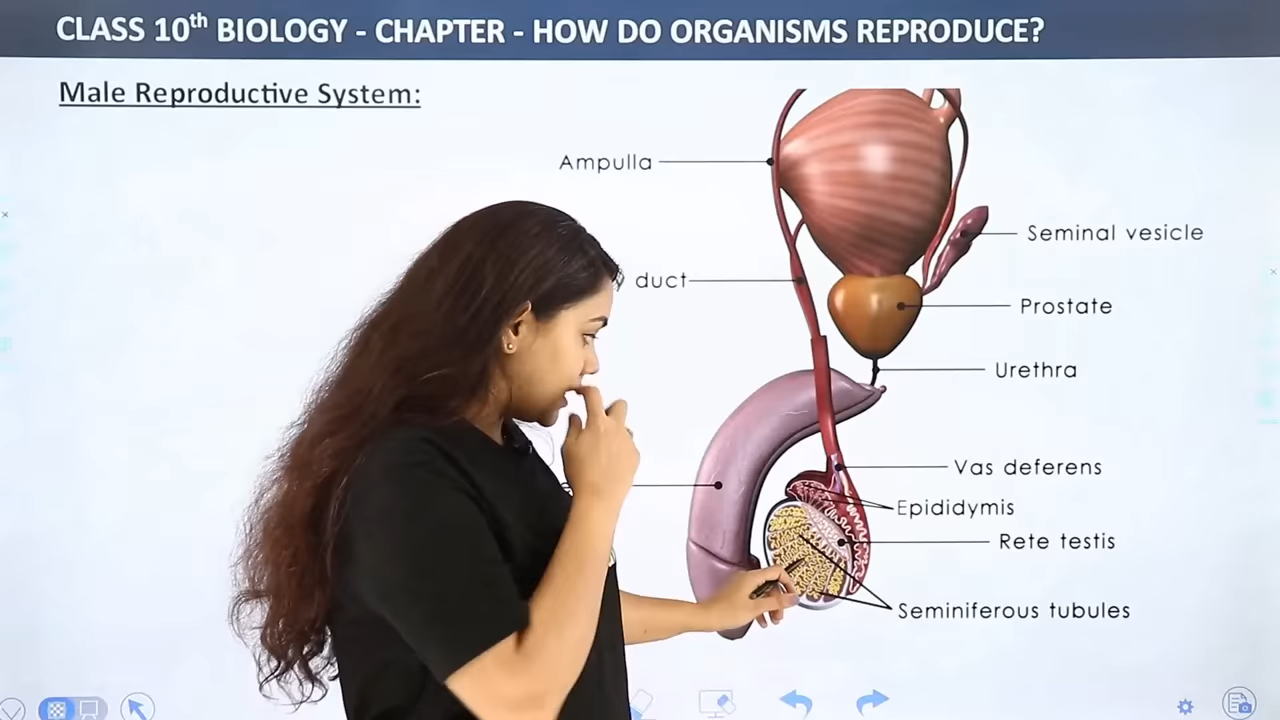 CLASS 10th BIOLOGY - CHAPTER - HOW DO ORGANISMS REPRODUCE?
Male Reproductive System:
Ampulla
Seminal vesicle
duct
Prostate
Urethra
Vas deferens
Epididymis
Rete testis
Seminiferous tubules